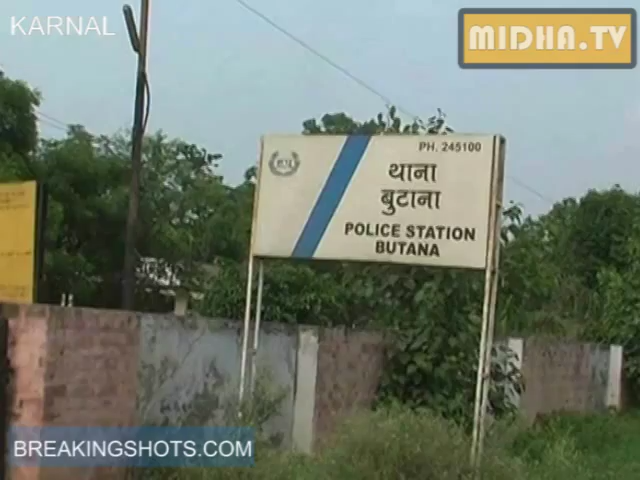 KARNAL
MIDHA.TV
PH. 245100
थाना
बुटाना
POLICE STATION
BUTANA
BREAKINGSHOTS.COM